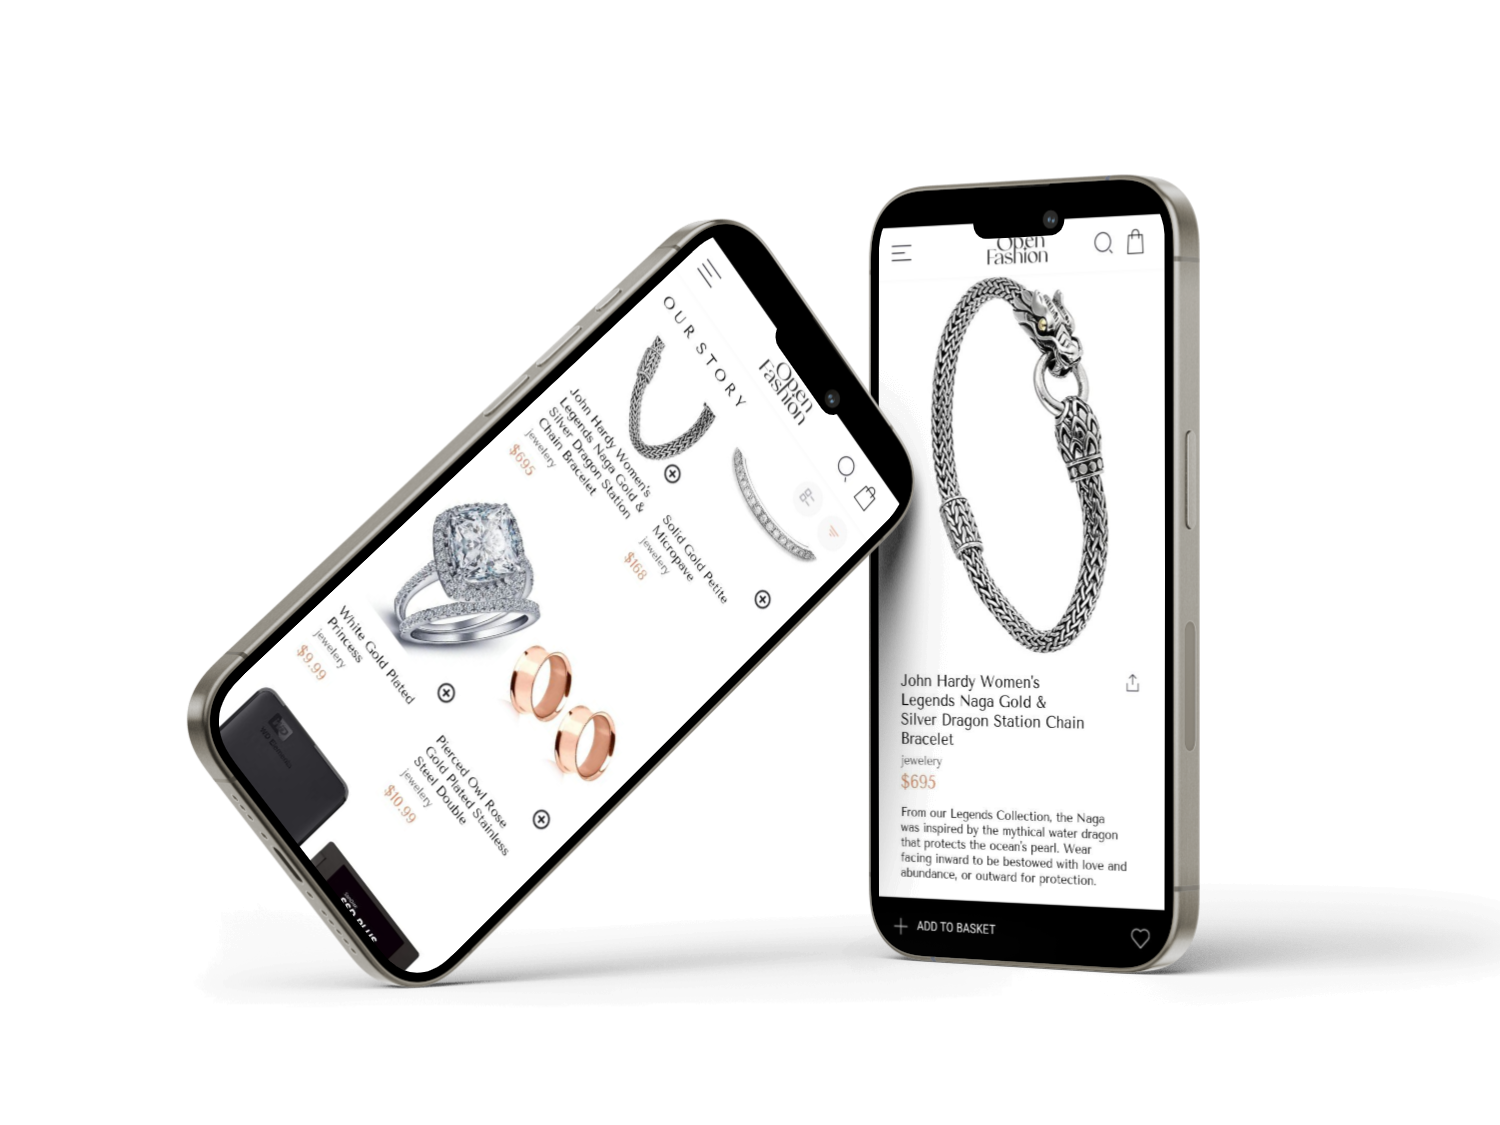 OUR STORY
Open
Fashion
John Hardy Women's
Legends Naga Gold &
Silver Dragon Station
Chain Bracelet
jewelery
$695
Solid Gold Petite
Micropave
jewelery
$168
White Gold Plated
Princess
jewelery
$9.99
Pierced Owl Rose
Gold Plated Stainless
Steel Double
jewelery
$10.99
WD Elements
Open
Fashion
John Hardy Women's
Legends Naga Gold &
Silver Dragon Station Chain
Bracelet
jewelery
$695
From our Legends Collection, the Naga
was inspired by the mythical water dragon
that protects the ocean's pearl. Wear
facing inward to be bestowed with love and
abundance, or outward for protection.
ADD TO BASKET